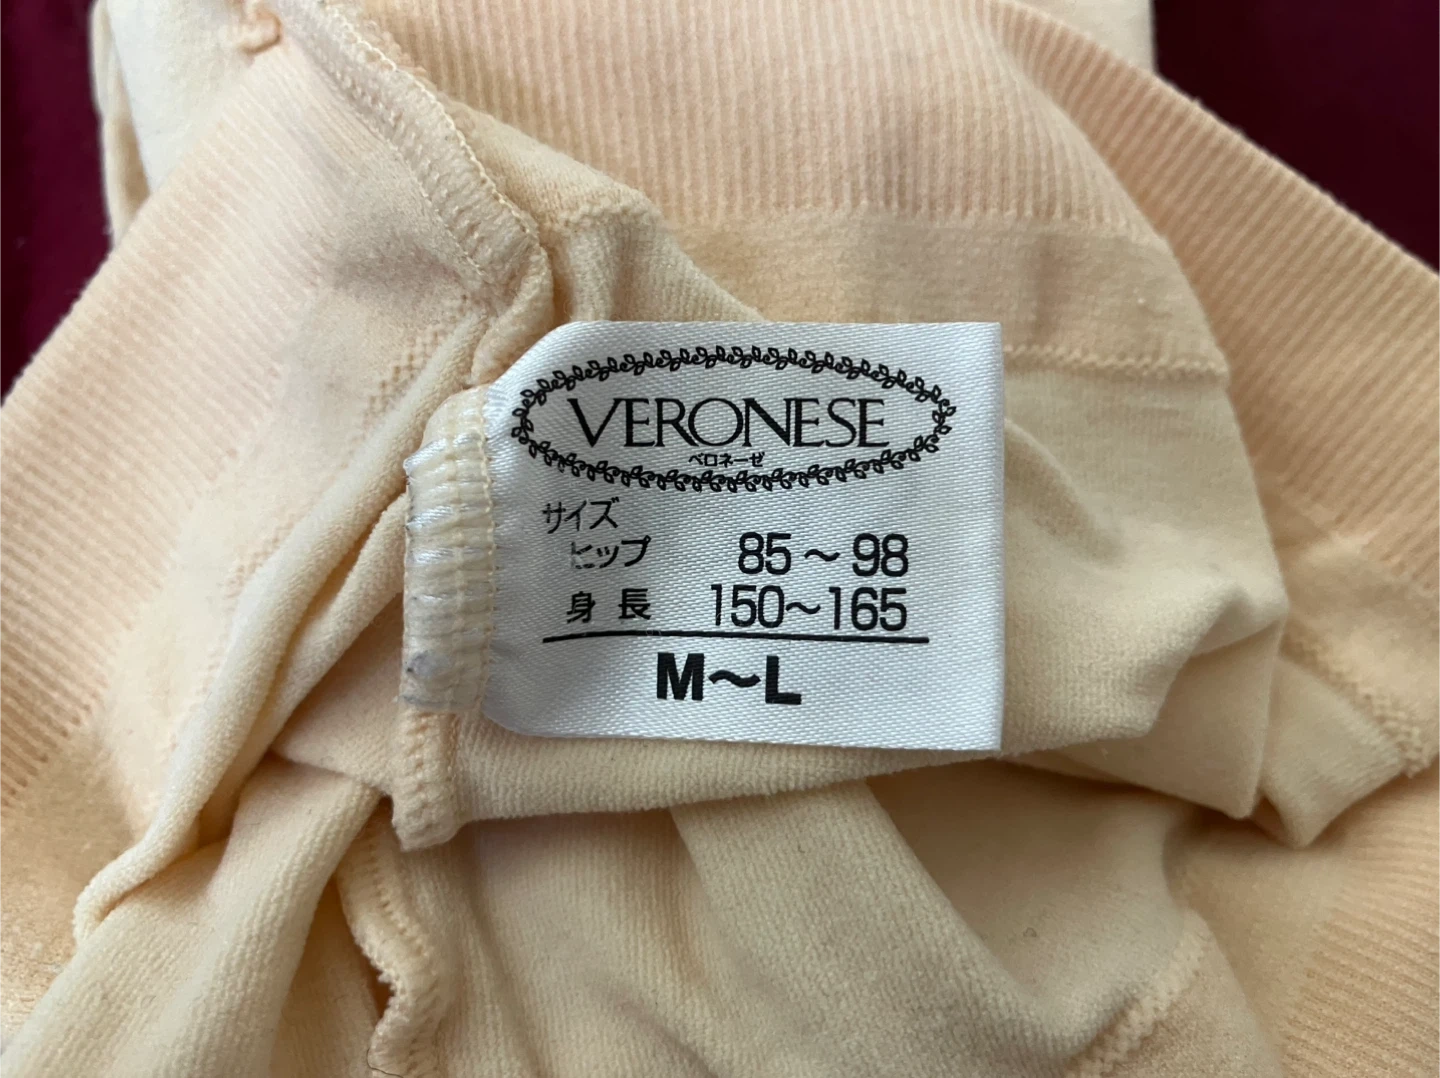 VERONESE
ベロネーゼ
サイズ
ヒップ 85～98
身長 150～165
M～L